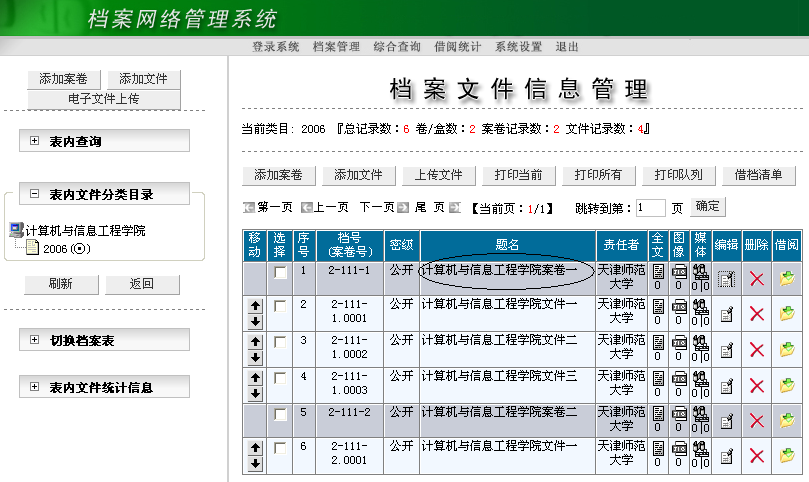 档案网络管理系统
登录系统 档案管理 综合查询 借阅统计 系统设置 退出
添加案卷 添加文件
电子文件上传
表内查询
表内文件分类目录
计算机与信息工程学院
2006 (⊙)
刷新 返回
切换档案表
表内文件统计信息
档案文件信息管理
当前类目: 2006 『总记录数:6 卷/盒数:2 案卷记录数:2 文件记录数:4』
添加案卷 添加文件 上传文件 打印当前 打印所有 打印队列 借档清单
第一页 上一页 下一页 尾 页 【当前页:1/1】 跳转到第: 1 页 确定
移动 选择 序号 档号(案卷号) 密级 题名 责任者 全文 图像 媒体 编辑 删除 借阅
1 2-111-1 公开 计算机与信息工程学院案卷一 天津师范大学 0 0 0|0
2 2-111-1.0001 公开 计算机与信息工程学院文件一 天津师范大学 0 0 0|0
3 2-111-1.0002 公开 计算机与信息工程学院文件二 天津师范大学 0 0 0|0
4 2-111-1.0003 公开 计算机与信息工程学院文件三 天津师范大学 0 0 0|0
5 2-111-2 公开 计算机与信息工程学院案卷二 天津师范大学 0 0 0|0
6 2-111-2.0001 公开 计算机与信息工程学院文件一 天津师范大学 0 0 0|0